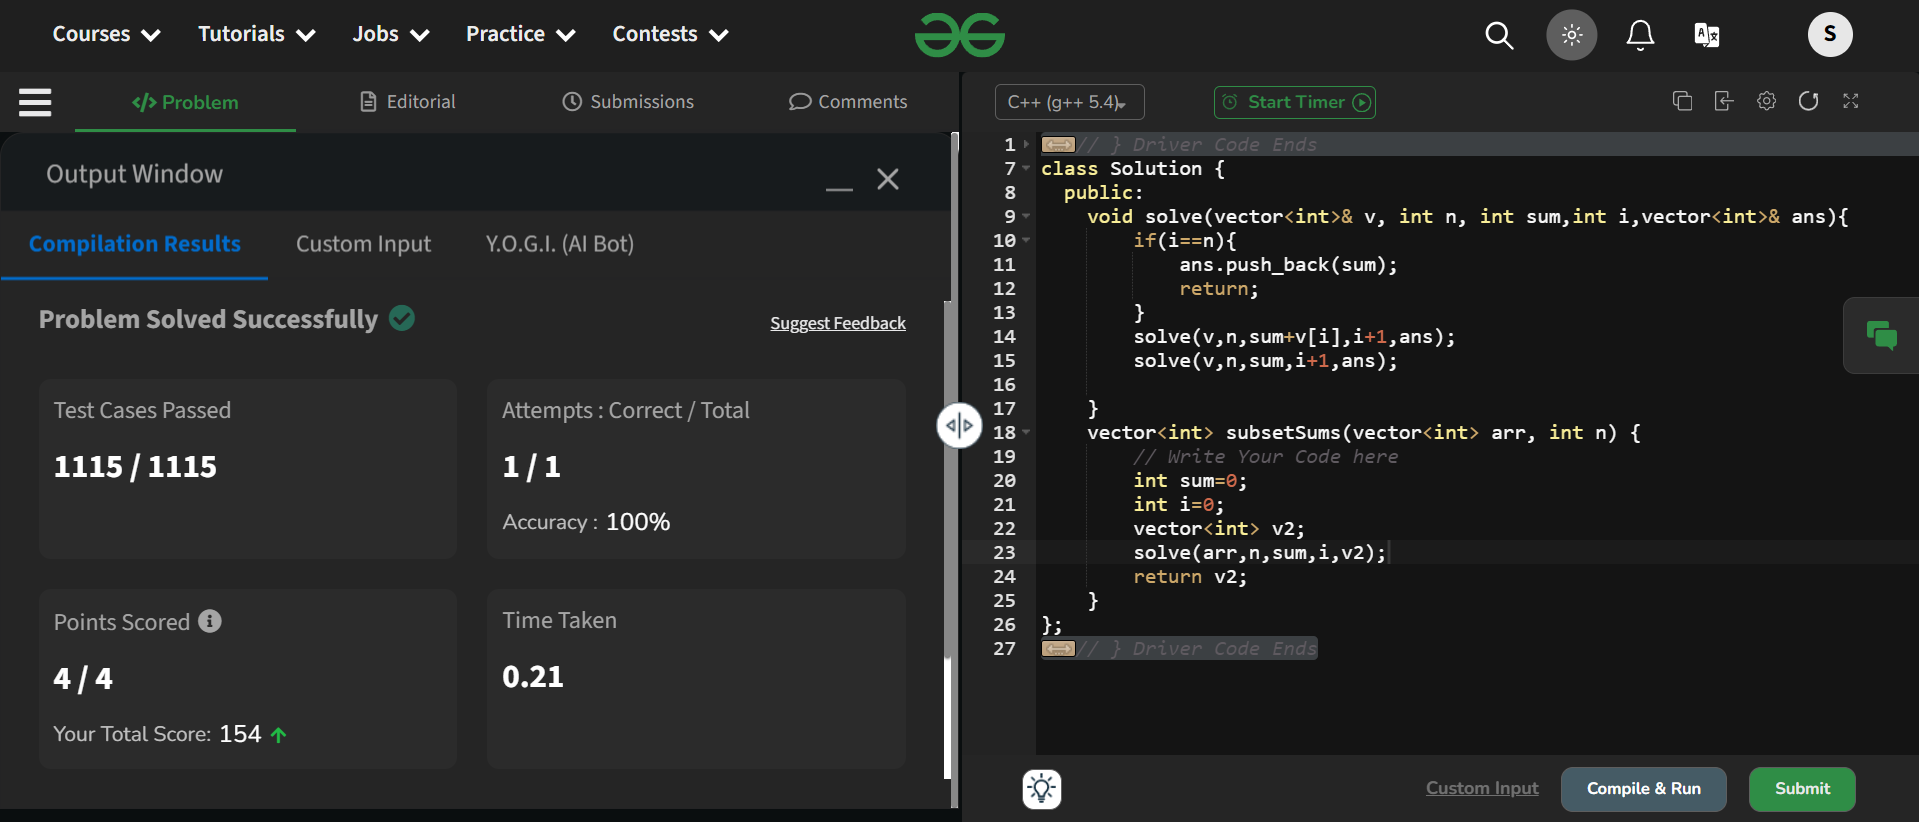 Courses Tutorials Jobs Practice Contests S
</> Problem Editorial Submissions Comments
Output Window
Compilation Results Custom Input Y.O.G.I. (AI Bot)
Problem Solved Successfully
Suggest Feedback
Test Cases Passed
1115 / 1115
Attempts : Correct / Total
1 / 1
Accuracy : 100%
Points Scored
4 / 4
Your Total Score: 154
Time Taken
0.21
C++ (g++ 5.4) Start Timer
1 // } Driver Code Ends
7 class Solution {
8 public:
9 void solve(vector<int>& v, int n, int sum,int i,vector<int>& ans){
10 if(i==n){
11 ans.push_back(sum);
12 return;
13 }
14 solve(v,n,sum+v[i],i+1,ans);
15 solve(v,n,sum,i+1,ans);
16
17 }
18 vector<int> subsetSums(vector<int> arr, int n) {
19 // Write Your Code here
20 int sum=0;
21 int i=0;
22 vector<int> v2;
23 solve(arr,n,sum,i,v2);
24 return v2;
25 }
26 };
27 // } Driver Code Ends
Custom Input Compile & Run Submit